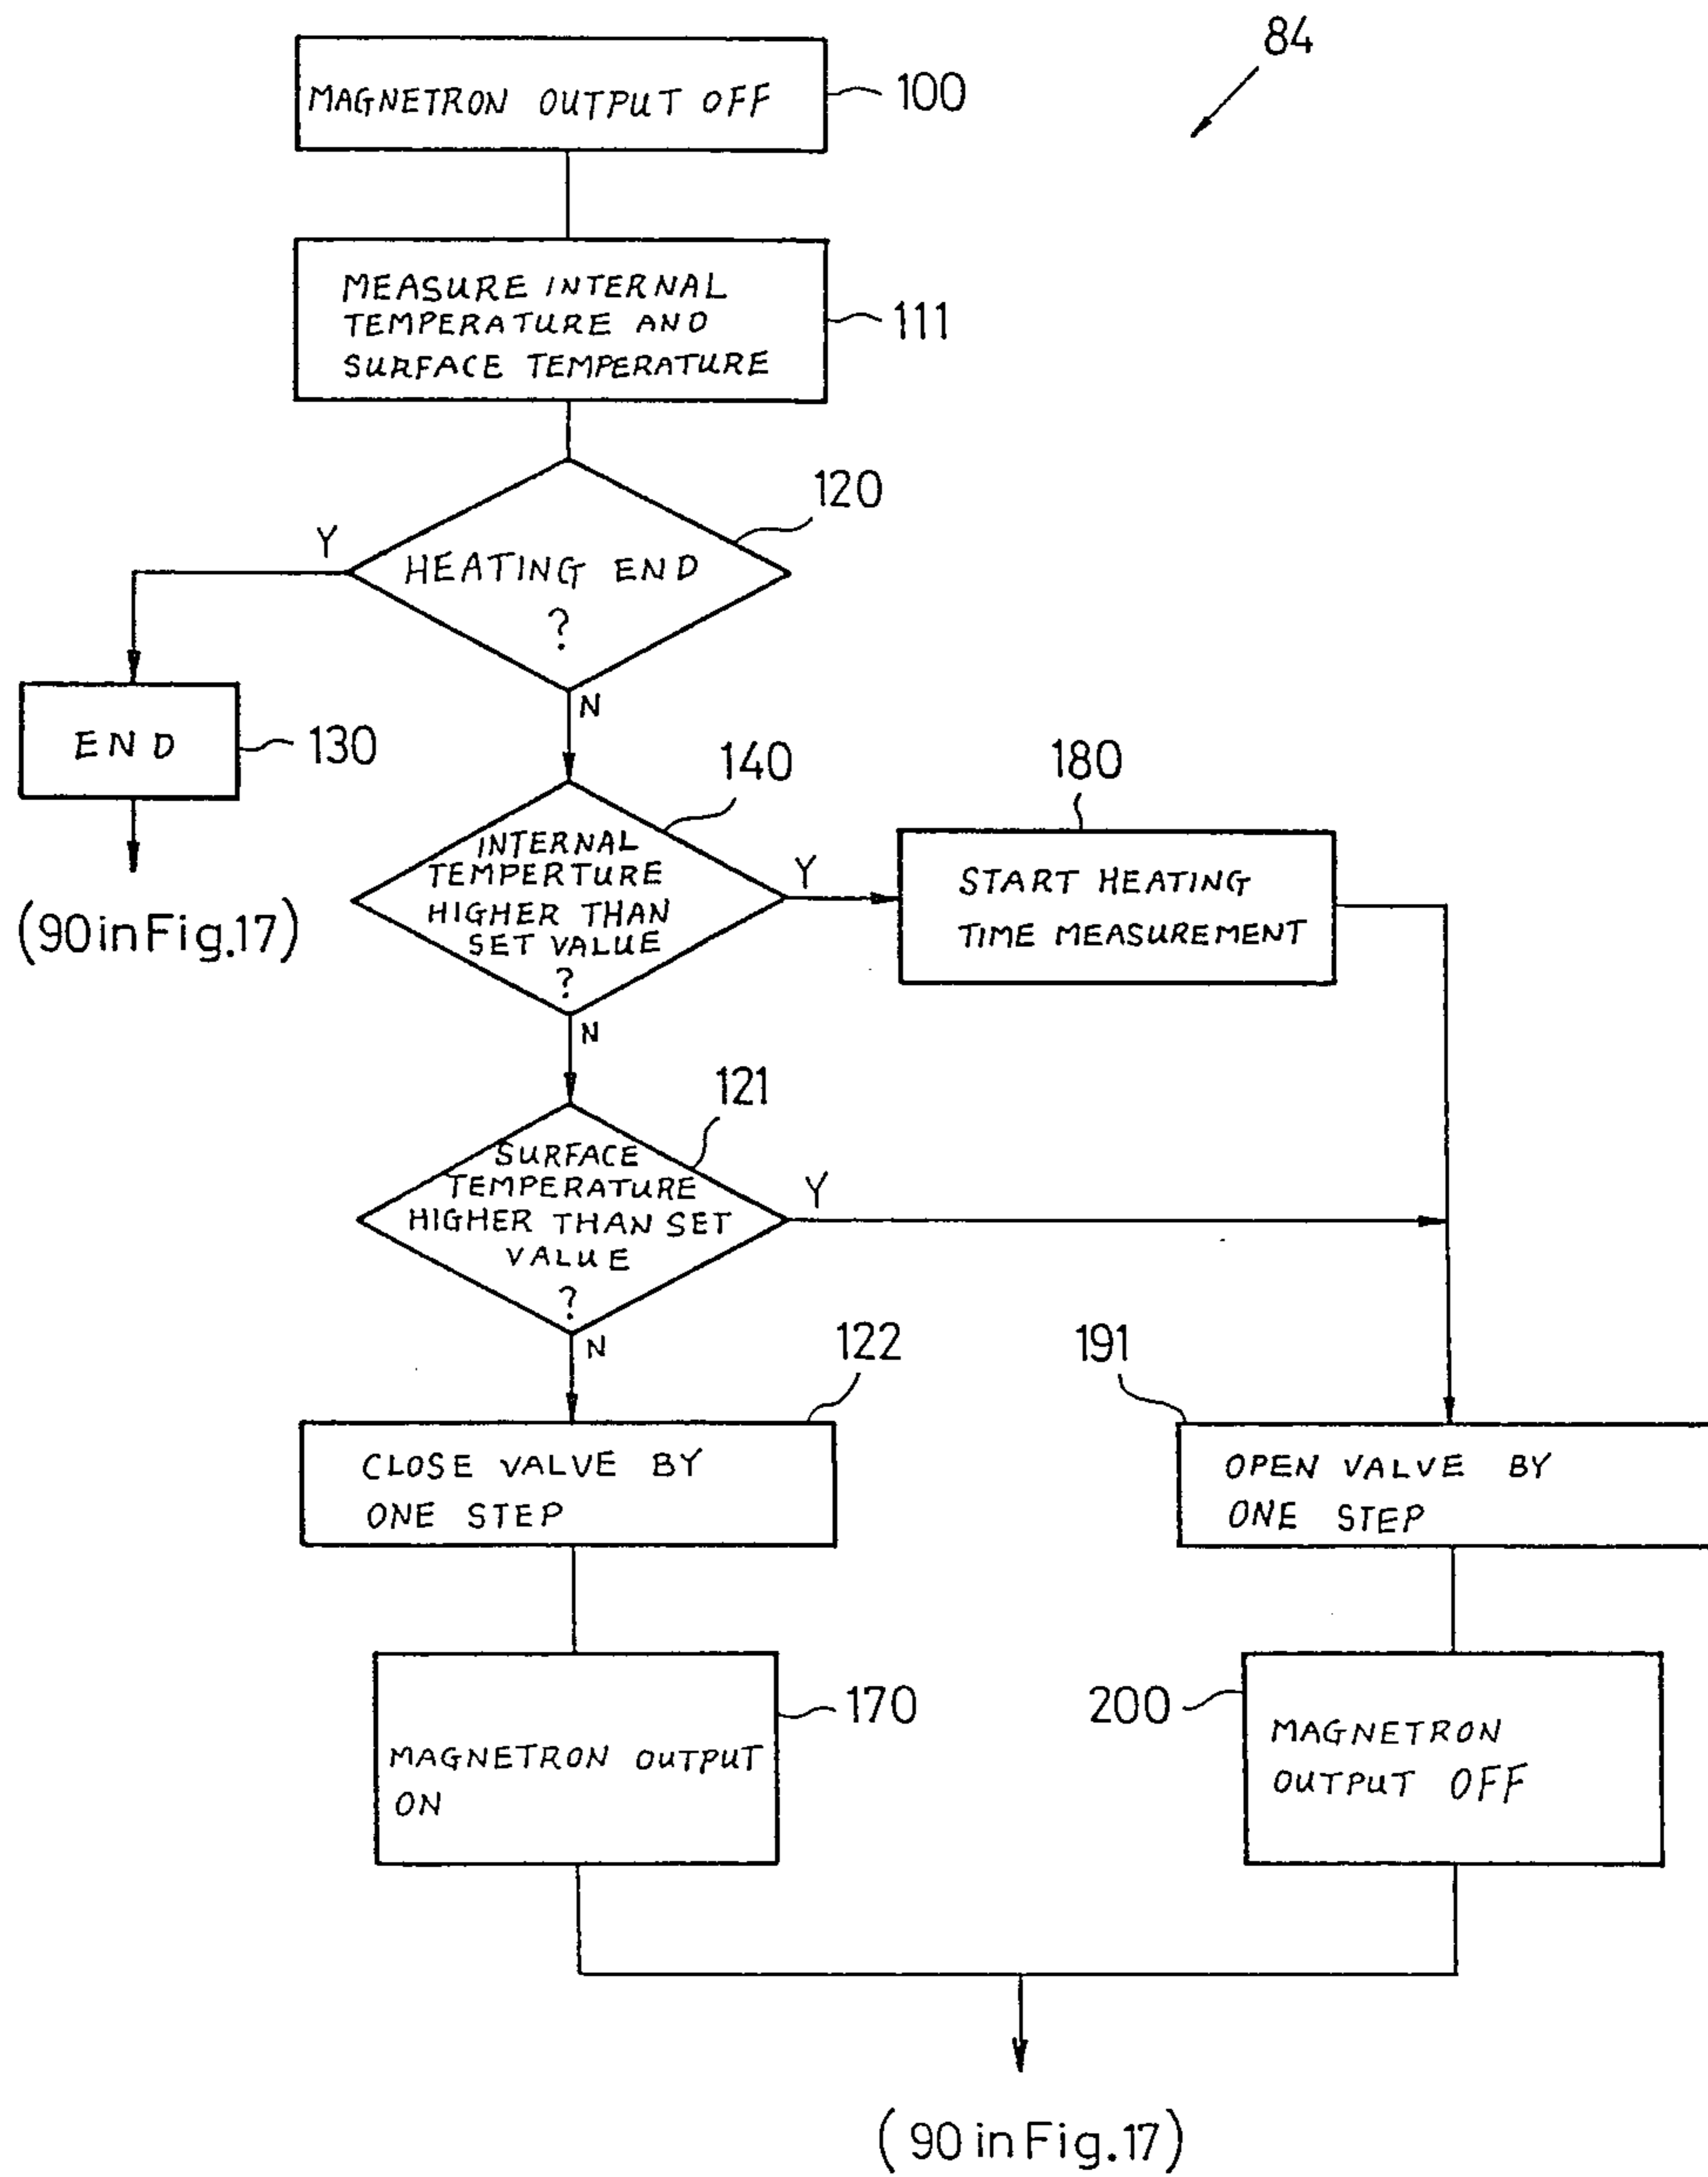 84
MAGNETRON OUTPUT OFF
100
MEASURE INTERNAL
TEMPERATURE AND
SURFACE TEMPERATURE
111
120
Y
HEATING END
?
N
END
130
(90 in Fig.17)
140
INTERNAL
TEMPERTURE
HIGHER THAN
SET VALUE
?
Y
N
180
START HEATING
TIME MEASUREMENT
121
SURFACE
TEMPERATURE
HIGHER THAN SET
VALUE
?
Y
N
122
CLOSE VALVE BY
ONE STEP
191
OPEN VALVE BY
ONE STEP
170
MAGNETRON OUTPUT
ON
200
MAGNETRON
OUTPUT OFF
(90 in Fig.17)